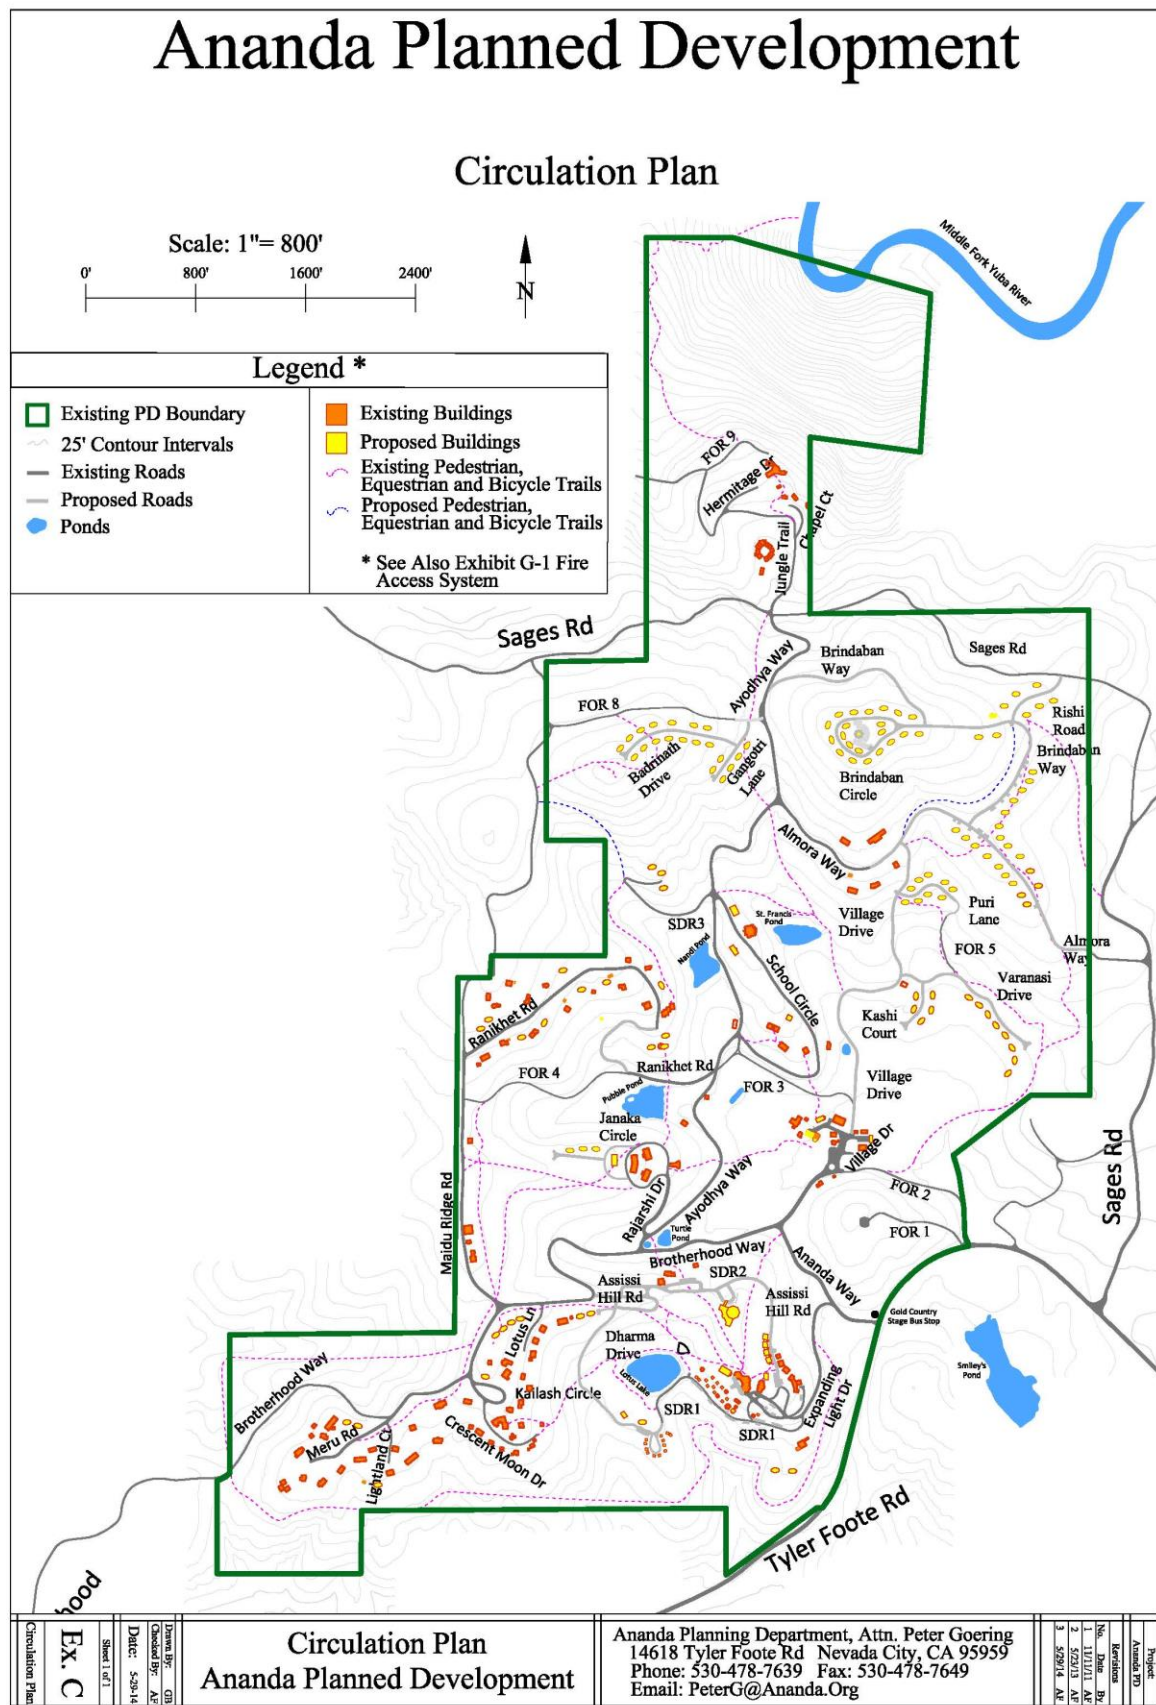 Ananda Planned Development
Circulation Plan
Scale: 1"= 800'
0' 800' 1600' 2400'
N
Middle Fork Yuba River
Legend *
Existing PD Boundary
25' Contour Intervals
Existing Roads
Proposed Roads
Ponds
Existing Buildings
Proposed Buildings
Existing Pedestrian,
Equestrian and Bicycle Trails
Proposed Pedestrian,
Equestrian and Bicycle Trails
* See Also Exhibit G-1 Fire
Access System
FOR 9
Hermitage Dr
Chapel Ct
Jungle Trail
Sages Rd
Ayodhya Way
Brindaban
Way
Sages Rd
FOR 8
Badrinath
Drive
Gangotri
Lane
Brindaban
Circle
Rishi
Road
Brindaban
Way
Almora Way
Village
Drive
Puri
Lane
FOR 5
Almora
Way
Varanasi
Drive
SDR3
Nandi Pond
St. Francis
Pond
School Circle
Kashi
Court
Ranikhet Rd
Ranikhet Rd
FOR 4
FOR 3
Village
Drive
Pubble Pond
Janaka
Circle
Village Dr
Maidu Ridge Rd
Rajarshi Dr
Ayodhya Way
FOR 2
FOR 1
Sages Rd
Turtle
Pond
Brotherhood Way
Ananda Way
SDR2
Assissi
Hill Rd
Assissi
Hill Rd
Gold Country
Stage Bus Stop
Lotus Ln
Dharma
Drive
Lotus Lake
Smiley's
Pond
Kailash Circle
Expanding
Light Dr
SDR1
SDR1
Brotherhood Way
Meru Rd
Lightland Ct
Crescent Moon Dr
Tyler Foote Rd
hood
Circulation Plan
Ex. C
Sheet 1 of 1
Date: 5-29-14
Drawn By: GB
Checked By: AF
Circulation Plan
Ananda Planned Development
Ananda Planning Department, Attn. Peter Goering
14618 Tyler Foote Rd Nevada City, CA 95959
Phone: 530-478-7639 Fax: 530-478-7649
Email: PeterG@Ananda.Org
Revisions
No. Date By
1 11/11/11 AF
2 5/23/13 AF
3 5/29/14 AF
Project:
Ananda PD